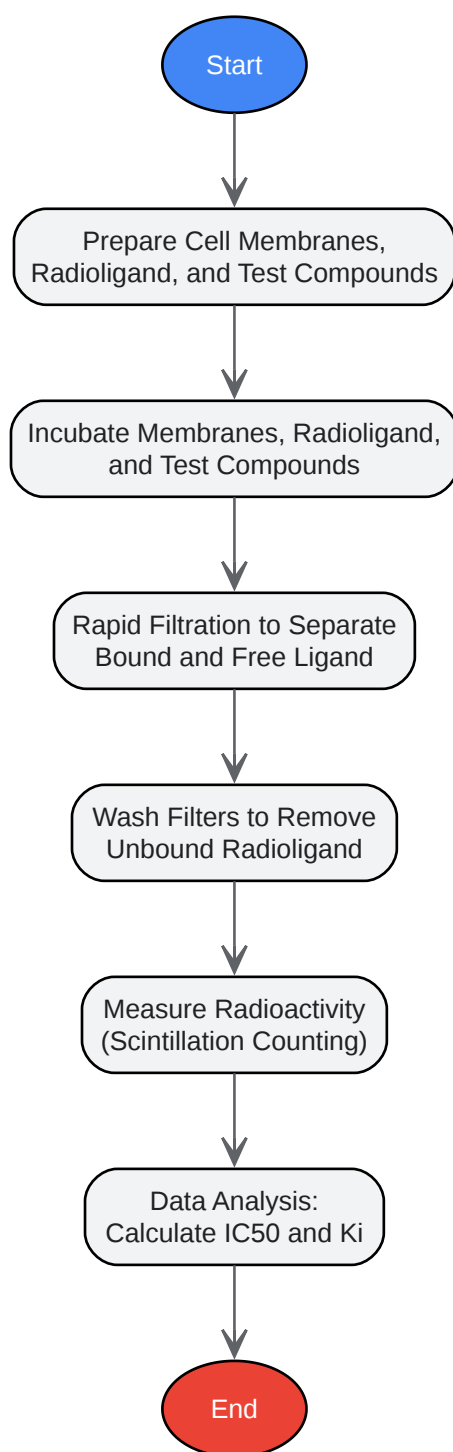 Start
Prepare Cell Membranes,
Radioligand, and Test Compounds
Incubate Membranes, Radioligand,
and Test Compounds
Rapid Filtration to Separate
Bound and Free Ligand
Wash Filters to Remove
Unbound Radioligand
Measure Radioactivity
(Scintillation Counting)
Data Analysis:
Calculate IC50 and Ki
End